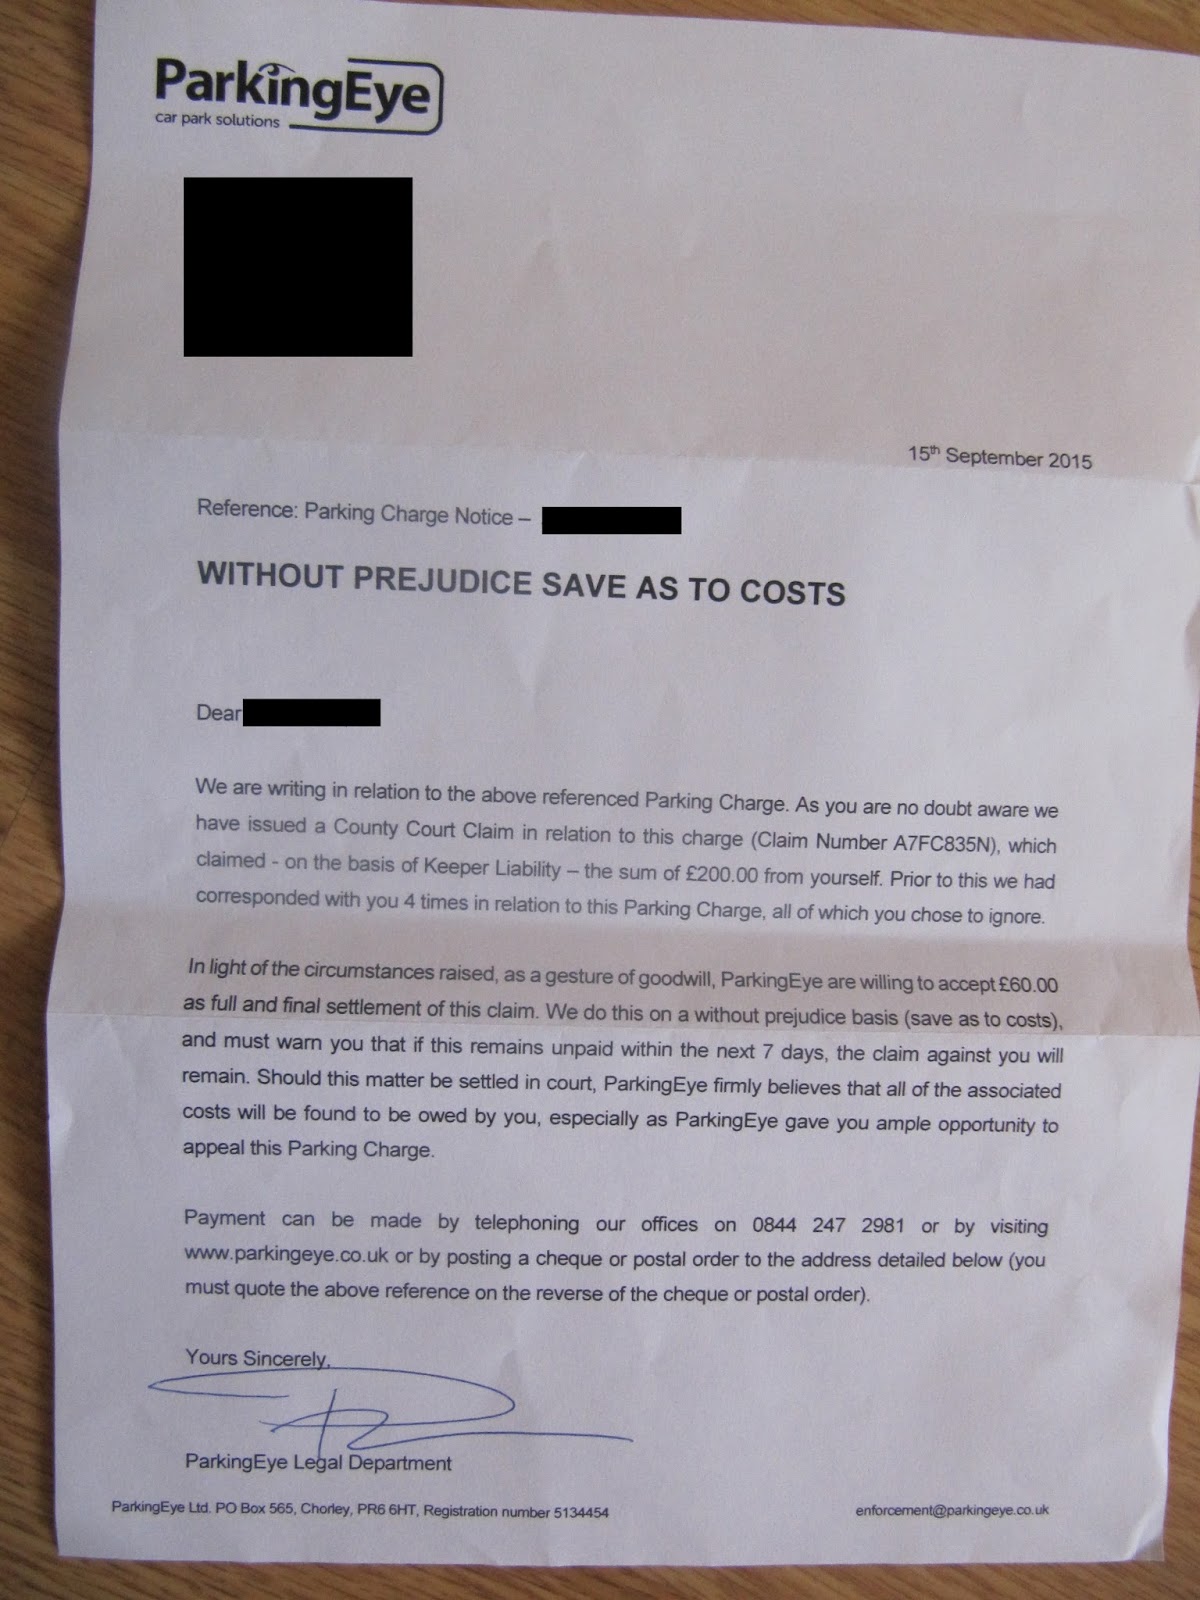 ParkingEye
car park solutions
15th September 2015
Reference: Parking Charge Notice –
WITHOUT PREJUDICE SAVE AS TO COSTS
Dear
We are writing in relation to the above referenced Parking Charge. As you are no doubt aware we
have issued a County Court Claim in relation to this charge (Claim Number A7FC835N), which
claimed - on the basis of Keeper Liability – the sum of £200.00 from yourself. Prior to this we had
corresponded with you 4 times in relation to this Parking Charge, all of which you chose to ignore.
In light of the circumstances raised, as a gesture of goodwill, ParkingEye are willing to accept £60.00
as full and final settlement of this claim. We do this on a without prejudice basis (save as to costs),
and must warn you that if this remains unpaid within the next 7 days, the claim against you will
remain. Should this matter be settled in court, ParkingEye firmly believes that all of the associated
costs will be found to be owed by you, especially as ParkingEye gave you ample opportunity to
appeal this Parking Charge.
Payment can be made by telephoning our offices on 0844 247 2981 or by visiting
www.parkingeye.co.uk or by posting a cheque or postal order to the address detailed below (you
must quote the above reference on the reverse of the cheque or postal order).
Yours Sincerely,
ParkingEye Legal Department
ParkingEye Ltd. PO Box 565, Chorley, PR6 6HT, Registration number 5134454
enforcement@parkingeye.co.uk